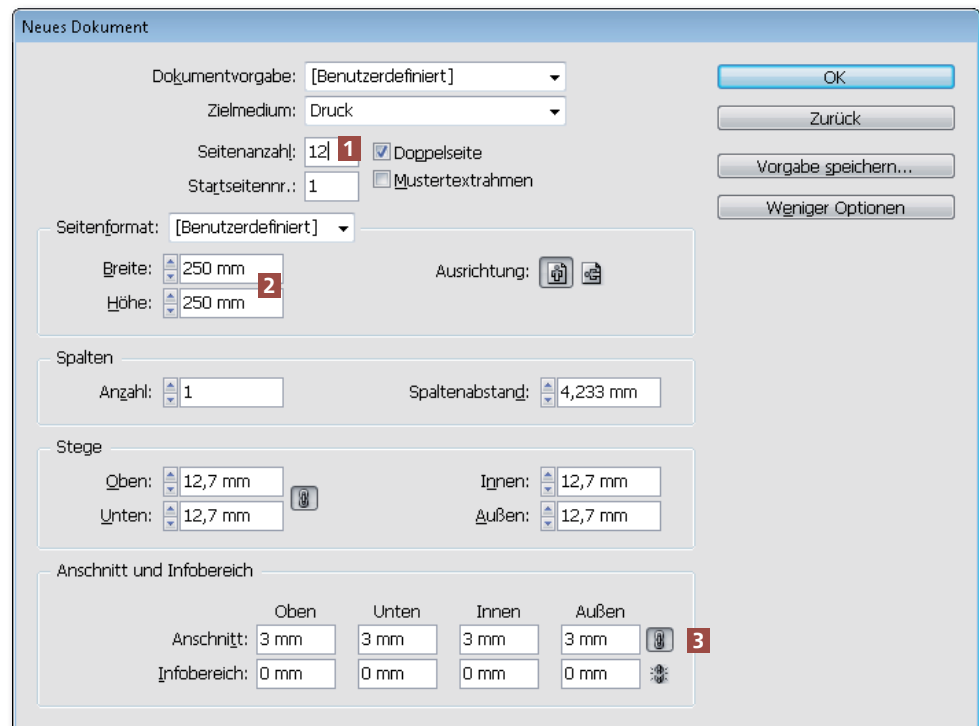 Neues Dokument
Dokumentvorgabe: [Benutzerdefiniert]
OK
Zielmedium: Druck
Zurück
Seitenanzahl: 12 1 Doppelseite
Startseitennr.: 1 Mustertextrahmen
Vorgabe speichern...
Weniger Optionen
Seitenformat: [Benutzerdefiniert]
Breite: 250 mm
2
Höhe: 250 mm
Ausrichtung:
Spalten
Anzahl: 1 Spaltenabstand: 4,233 mm
Stege
Oben: 12,7 mm Innen: 12,7 mm
Unten: 12,7 mm Außen: 12,7 mm
Anschnitt und Infobereich
Oben Unten Innen Außen
Anschnitt: 3 mm 3 mm 3 mm 3 mm 3
Infobereich: 0 mm 0 mm 0 mm 0 mm